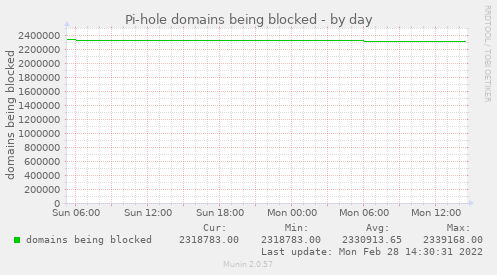 Pi-hole domains being blocked - by day
RRDTOOL / TOBI OETIKER
domains being blocked
2400000
2200000
2000000
1800000
1600000
1400000
1200000
1000000
800000
600000
400000
200000
0
Sun 06:00 Sun 12:00 Sun 18:00 Mon 00:00 Mon 06:00 Mon 12:00
Cur: Min: Avg: Max:
domains being blocked 2318783.00 2318783.00 2330913.65 2339168.00
Last update: Mon Feb 28 14:30:31 2022
Munin 2.0.57